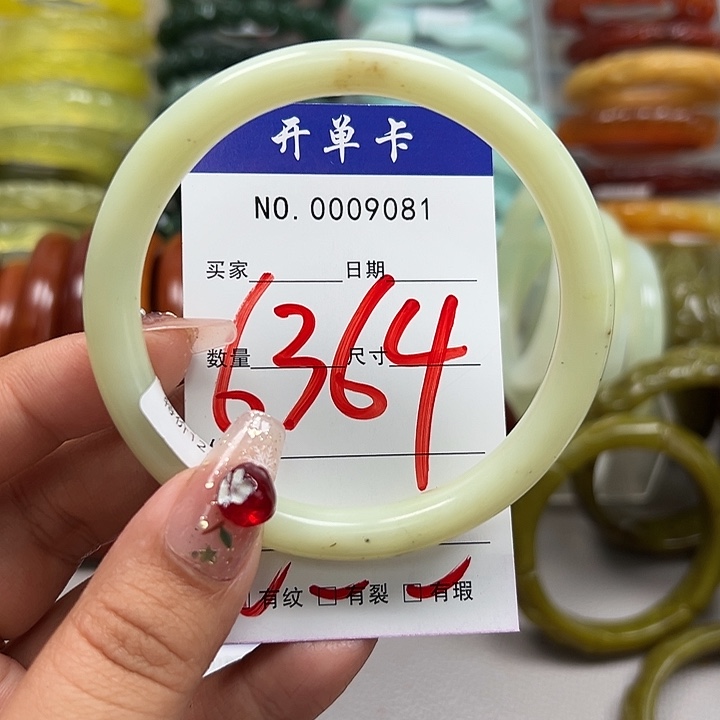 开单卡
NO. 0009081
买家 日期
6364
数量 尺寸
有纹 □有裂 □有瑕